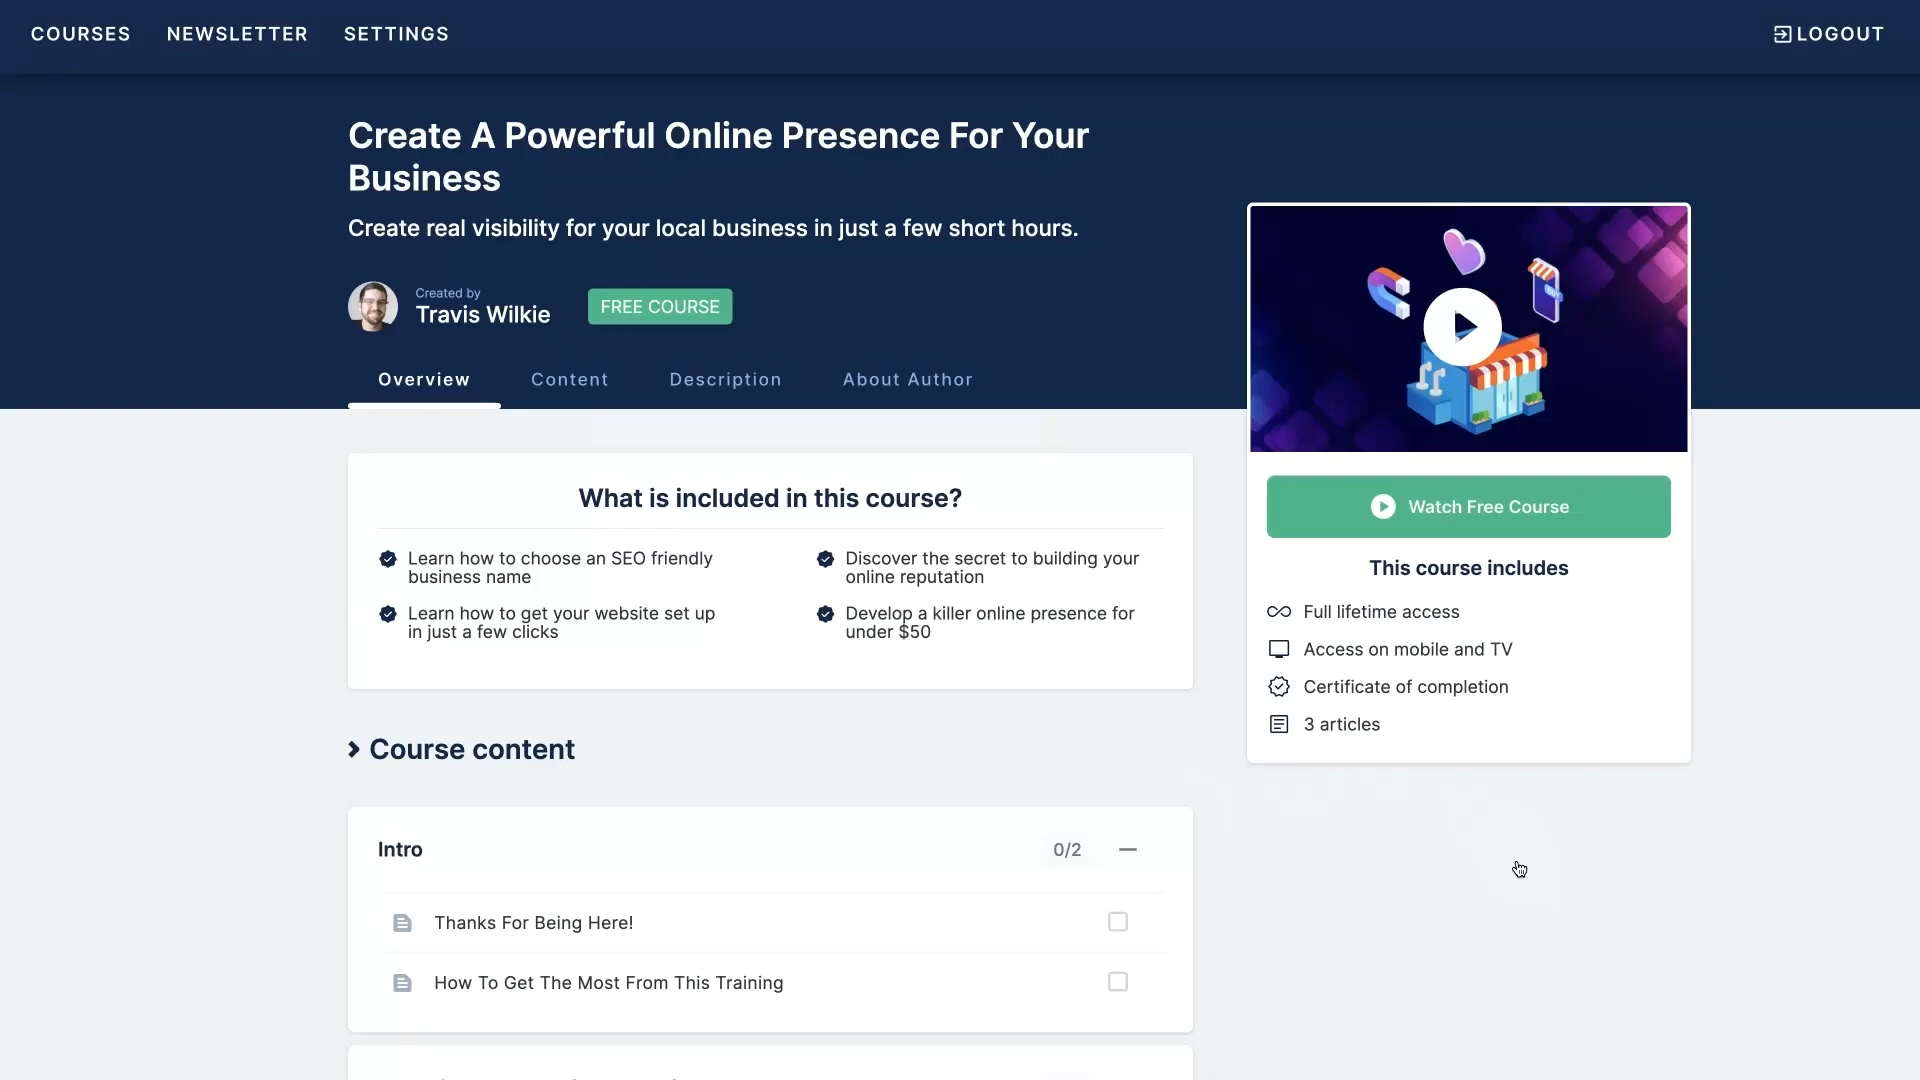 COURSES NEWSLETTER SETTINGS LOGOUT
Create A Powerful Online Presence For Your
Business
Create real visibility for your local business in just a few short hours.
Created by
Travis Wilkie
FREE COURSE
Overview Content Description About Author
BUY
Watch Free Course
This course includes
Full lifetime access
Access on mobile and TV
Certificate of completion
3 articles
What is included in this course?
Learn how to choose an SEO friendly
business name
Discover the secret to building your
online reputation
Learn how to get your website set up
in just a few clicks
Develop a killer online presence for
under $50
Course content
Intro 0/2
Thanks For Being Here!
How To Get The Most From This Training